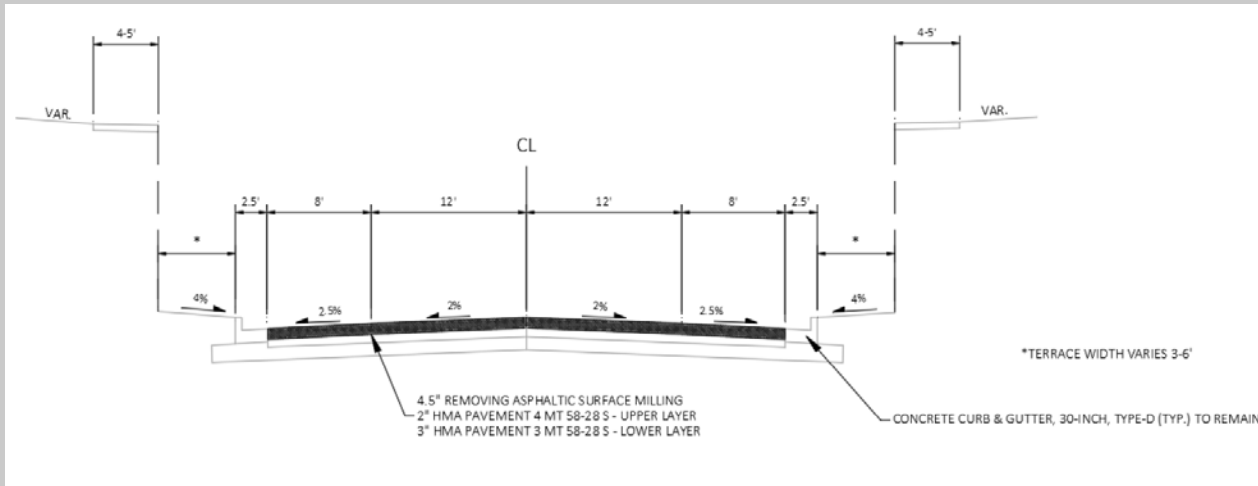 4-5'
4-5'
VAR.
VAR.
CL
2.5'
8'
12'
12'
8'
2.5'
*
*
4%
2.5%
2%
2%
2.5%
4%
*TERRACE WIDTH VARIES 3-6'
4.5" REMOVING ASPHALTIC SURFACE MILLING
2" HMA PAVEMENT 4 MT 58-28 S - UPPER LAYER
3" HMA PAVEMENT 3 MT 58-28 S - LOWER LAYER
CONCRETE CURB & GUTTER, 30-INCH, TYPE-D (TYP.) TO REMAIN